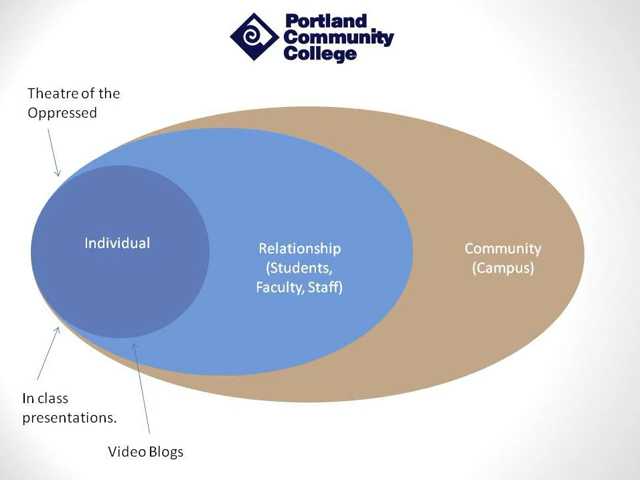 Portland
Community
College
Theatre of the
Oppressed
Individual
Relationship
(Students,
Faculty, Staff)
Community
(Campus)
In class
presentations.
Video Blogs